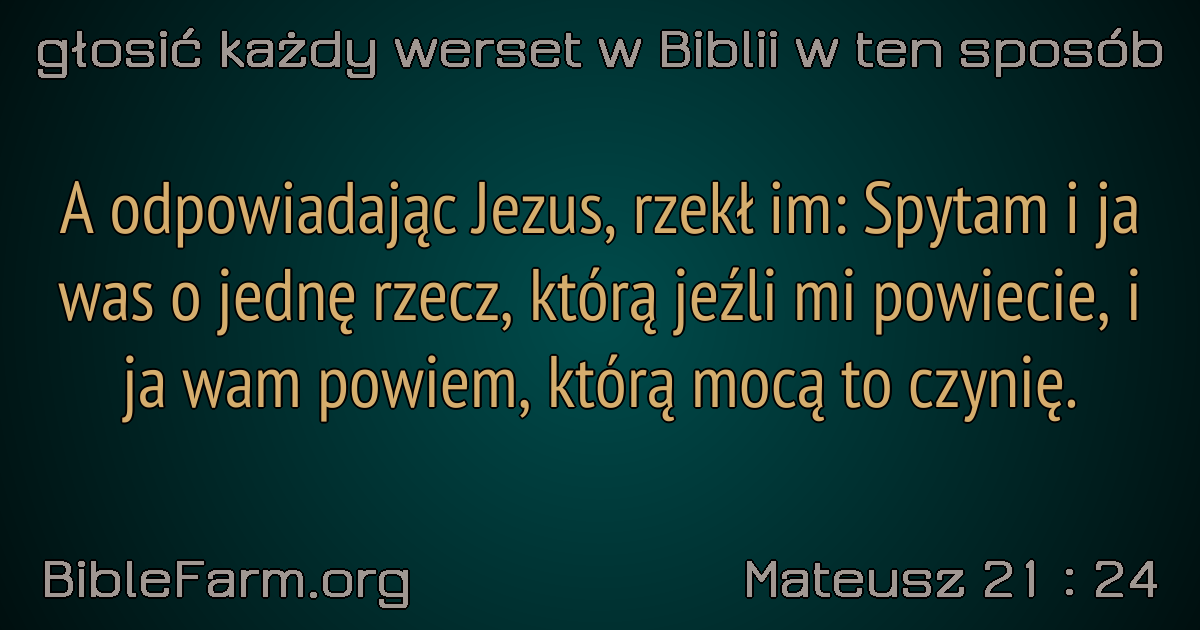 głosić każdy werset w Biblii w ten sposób
A odpowiadając Jezus, rzekł im: Spytam i ja
was o jednę rzecz, którą jeźli mi powiecie, i
ja wam powiem, którą mocą to czynię.
BibleFarm.org
Mateusz 21 : 24